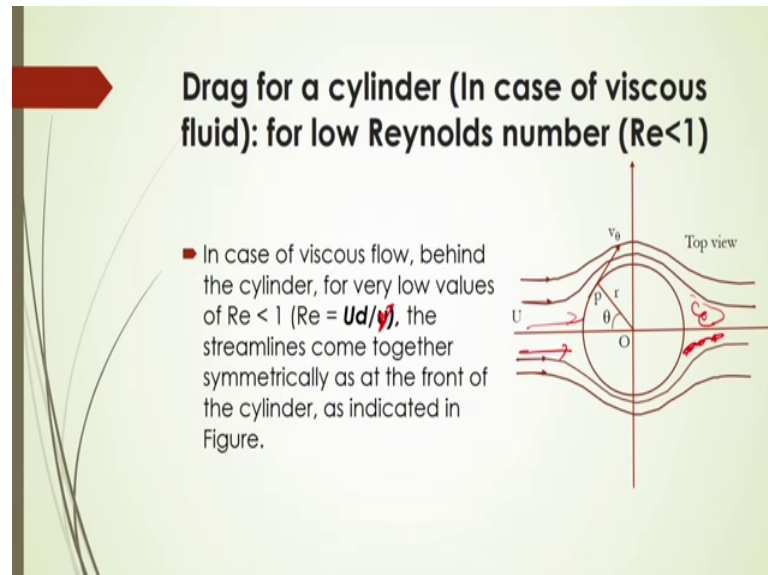 Drag for a cylinder (In case of viscous
fluid): for low Reynolds number (Re<1)
In case of viscous flow, behind
the cylinder, for very low values
of Re < 1 (Re = Ud/ν), the
streamlines come together
symmetrically as at the front of
the cylinder, as indicated in
Figure.
vθ
Top view
P
r
U
θ
O